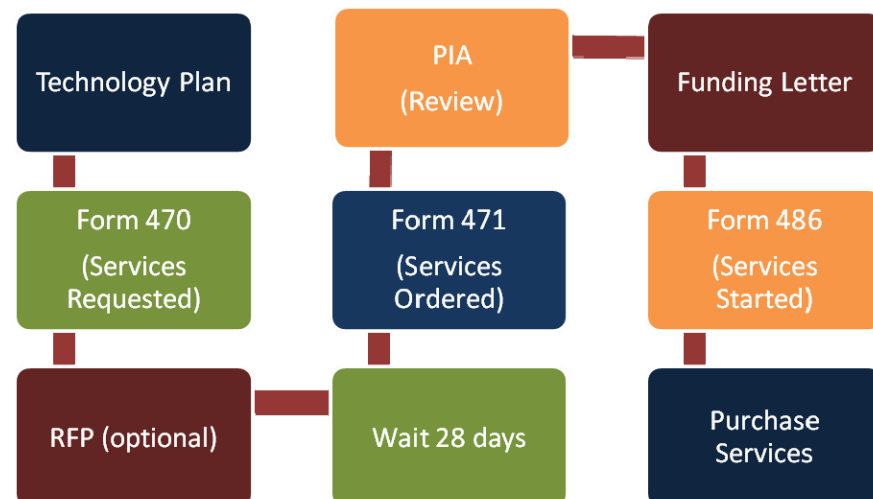 Technology Plan
Form 470
(Services
Requested)
RFP (optional)
Wait 28 days
Form 471
(Services
Ordered)
PIA
(Review)
Funding Letter
Form 486
(Services
Started)
Purchase
Services